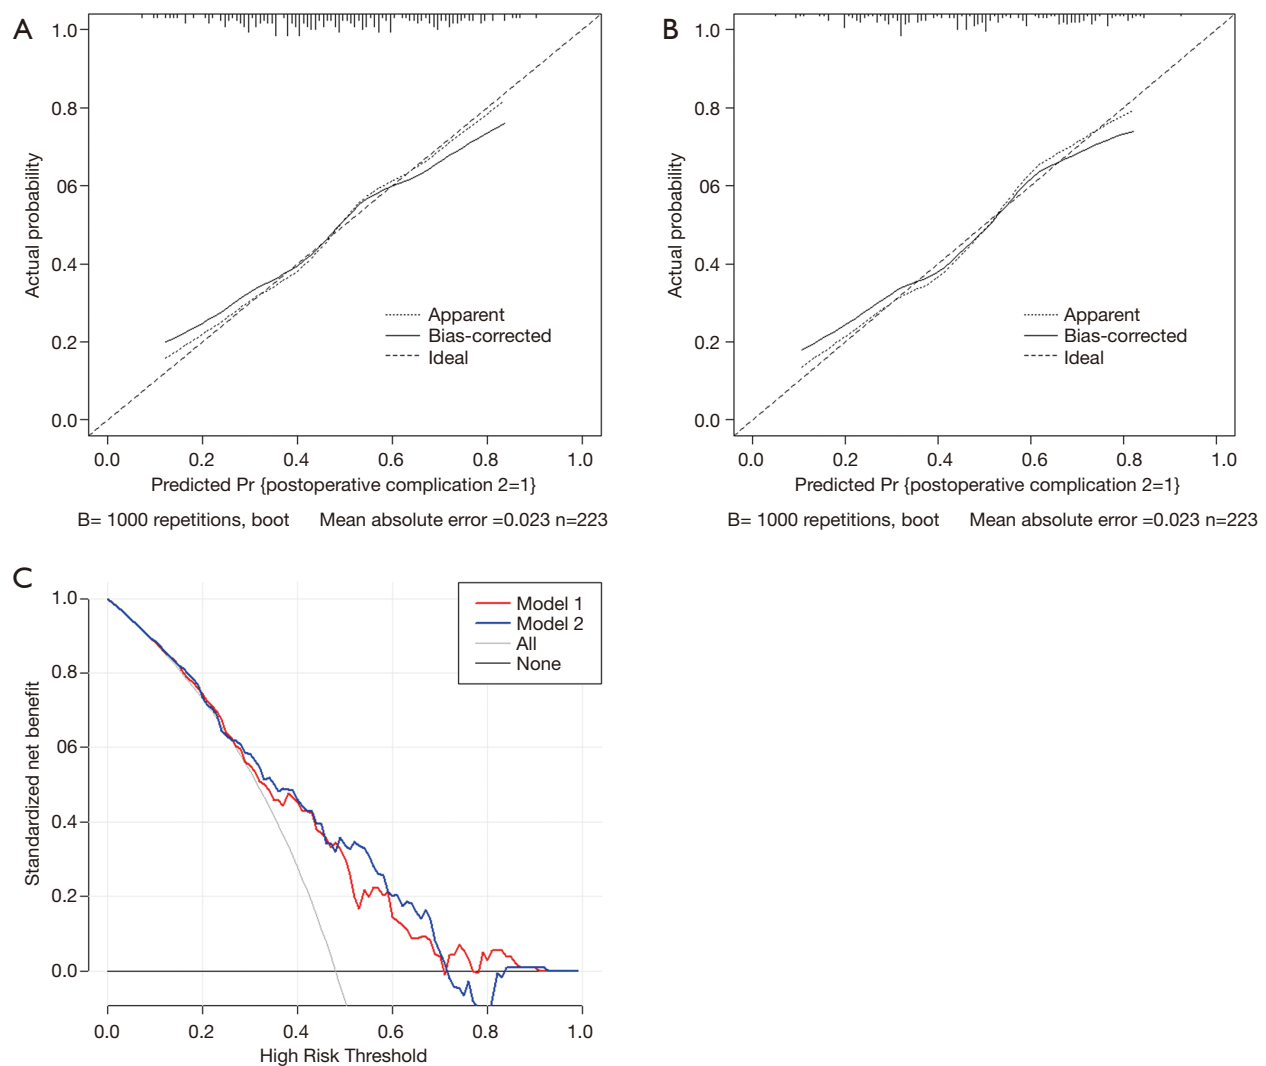 A
Actual probability
1.0
0.8
06
0.4
0.2
0.0
Apparent
Bias-corrected
Ideal
0.0 0.2 0.4 0.6 0.8 1.0
Predicted Pr {postoperative complication 2=1}
B= 1000 repetitions, boot Mean absolute error =0.023 n=223
B
Actual probability
1.0
0.8
06
0.4
0.2
0.0
Apparent
Bias-corrected
Ideal
0.0 0.2 0.4 0.6 0.8 1.0
Predicted Pr {postoperative complication 2=1}
B= 1000 repetitions, boot Mean absolute error =0.023 n=223
C
Standardized net benefit
1.0
0.8
06
0.4
0.2
0.0
Model 1
Model 2
All
None
0.0 0.2 0.4 0.6 0.8 1.0
High Risk Threshold